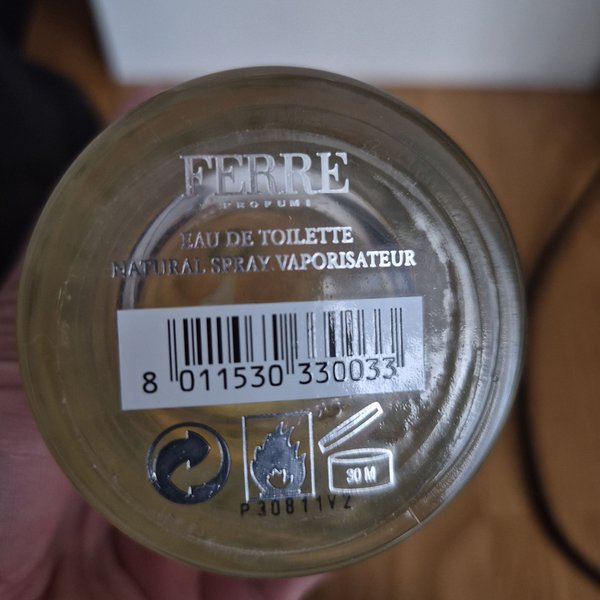 FERRE
PROFUMI
EAU DE TOILETTE
NATURAL SPRAY.VAPORISATEUR
8 011530 330033
30 M
P30811V2